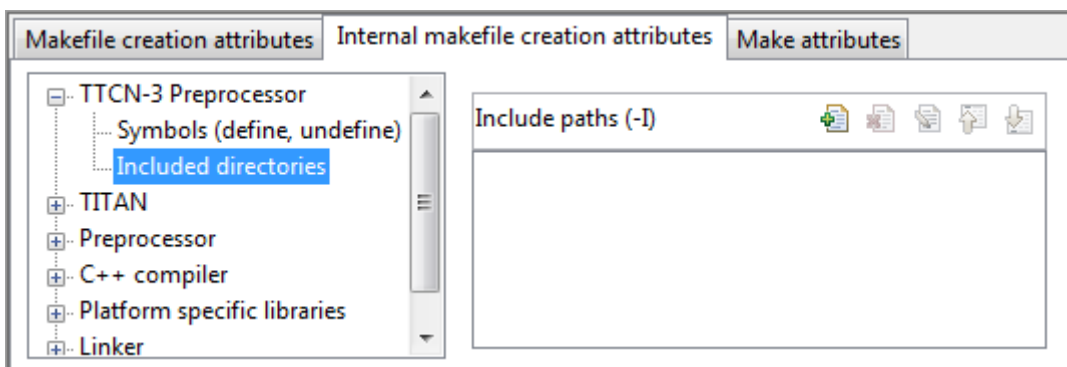 Makefile creation attributes
Internal makefile creation attributes
Make attributes
TTCN-3 Preprocessor
Symbols (define, undefine)
Included directories
TITAN
Preprocessor
C++ compiler
Platform specific libraries
Linker
Include paths (-I)